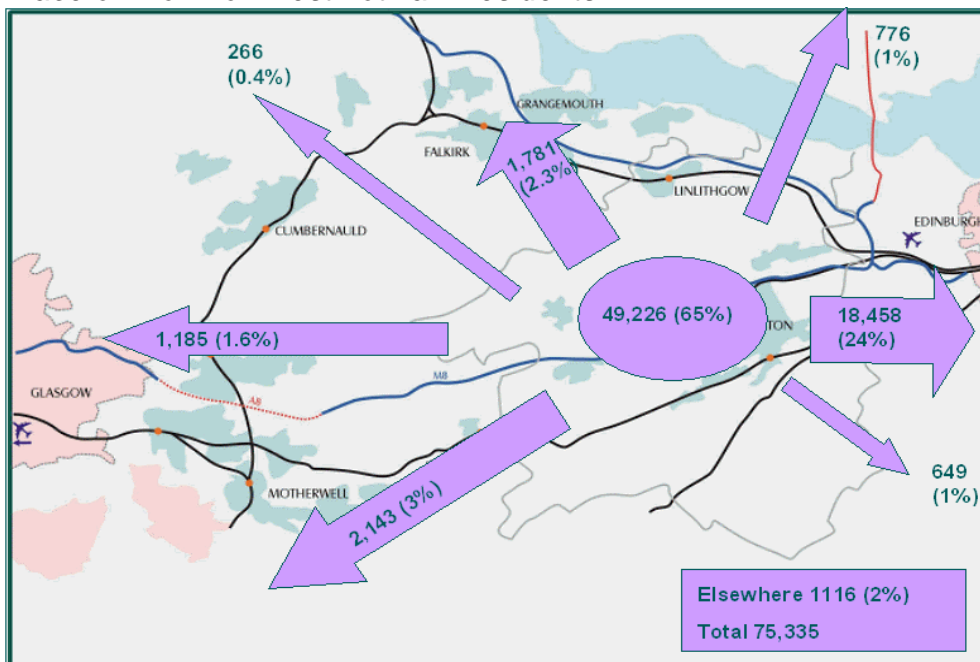 266
(0.4%)
776
(1%)
GRANGEMOUTH
FALKIRK
1,781
(2.3%)
LINLITHGOW
EDINBURGH
CUMBERNAULD
49,226 (65%)
TON
18,458
(24%)
1,185 (1.6%)
M8
GLASGOW
A8
MOTHERWELL
2,143 (3%)
649
(1%)
Elsewhere 1116 (2%)
Total 75,335